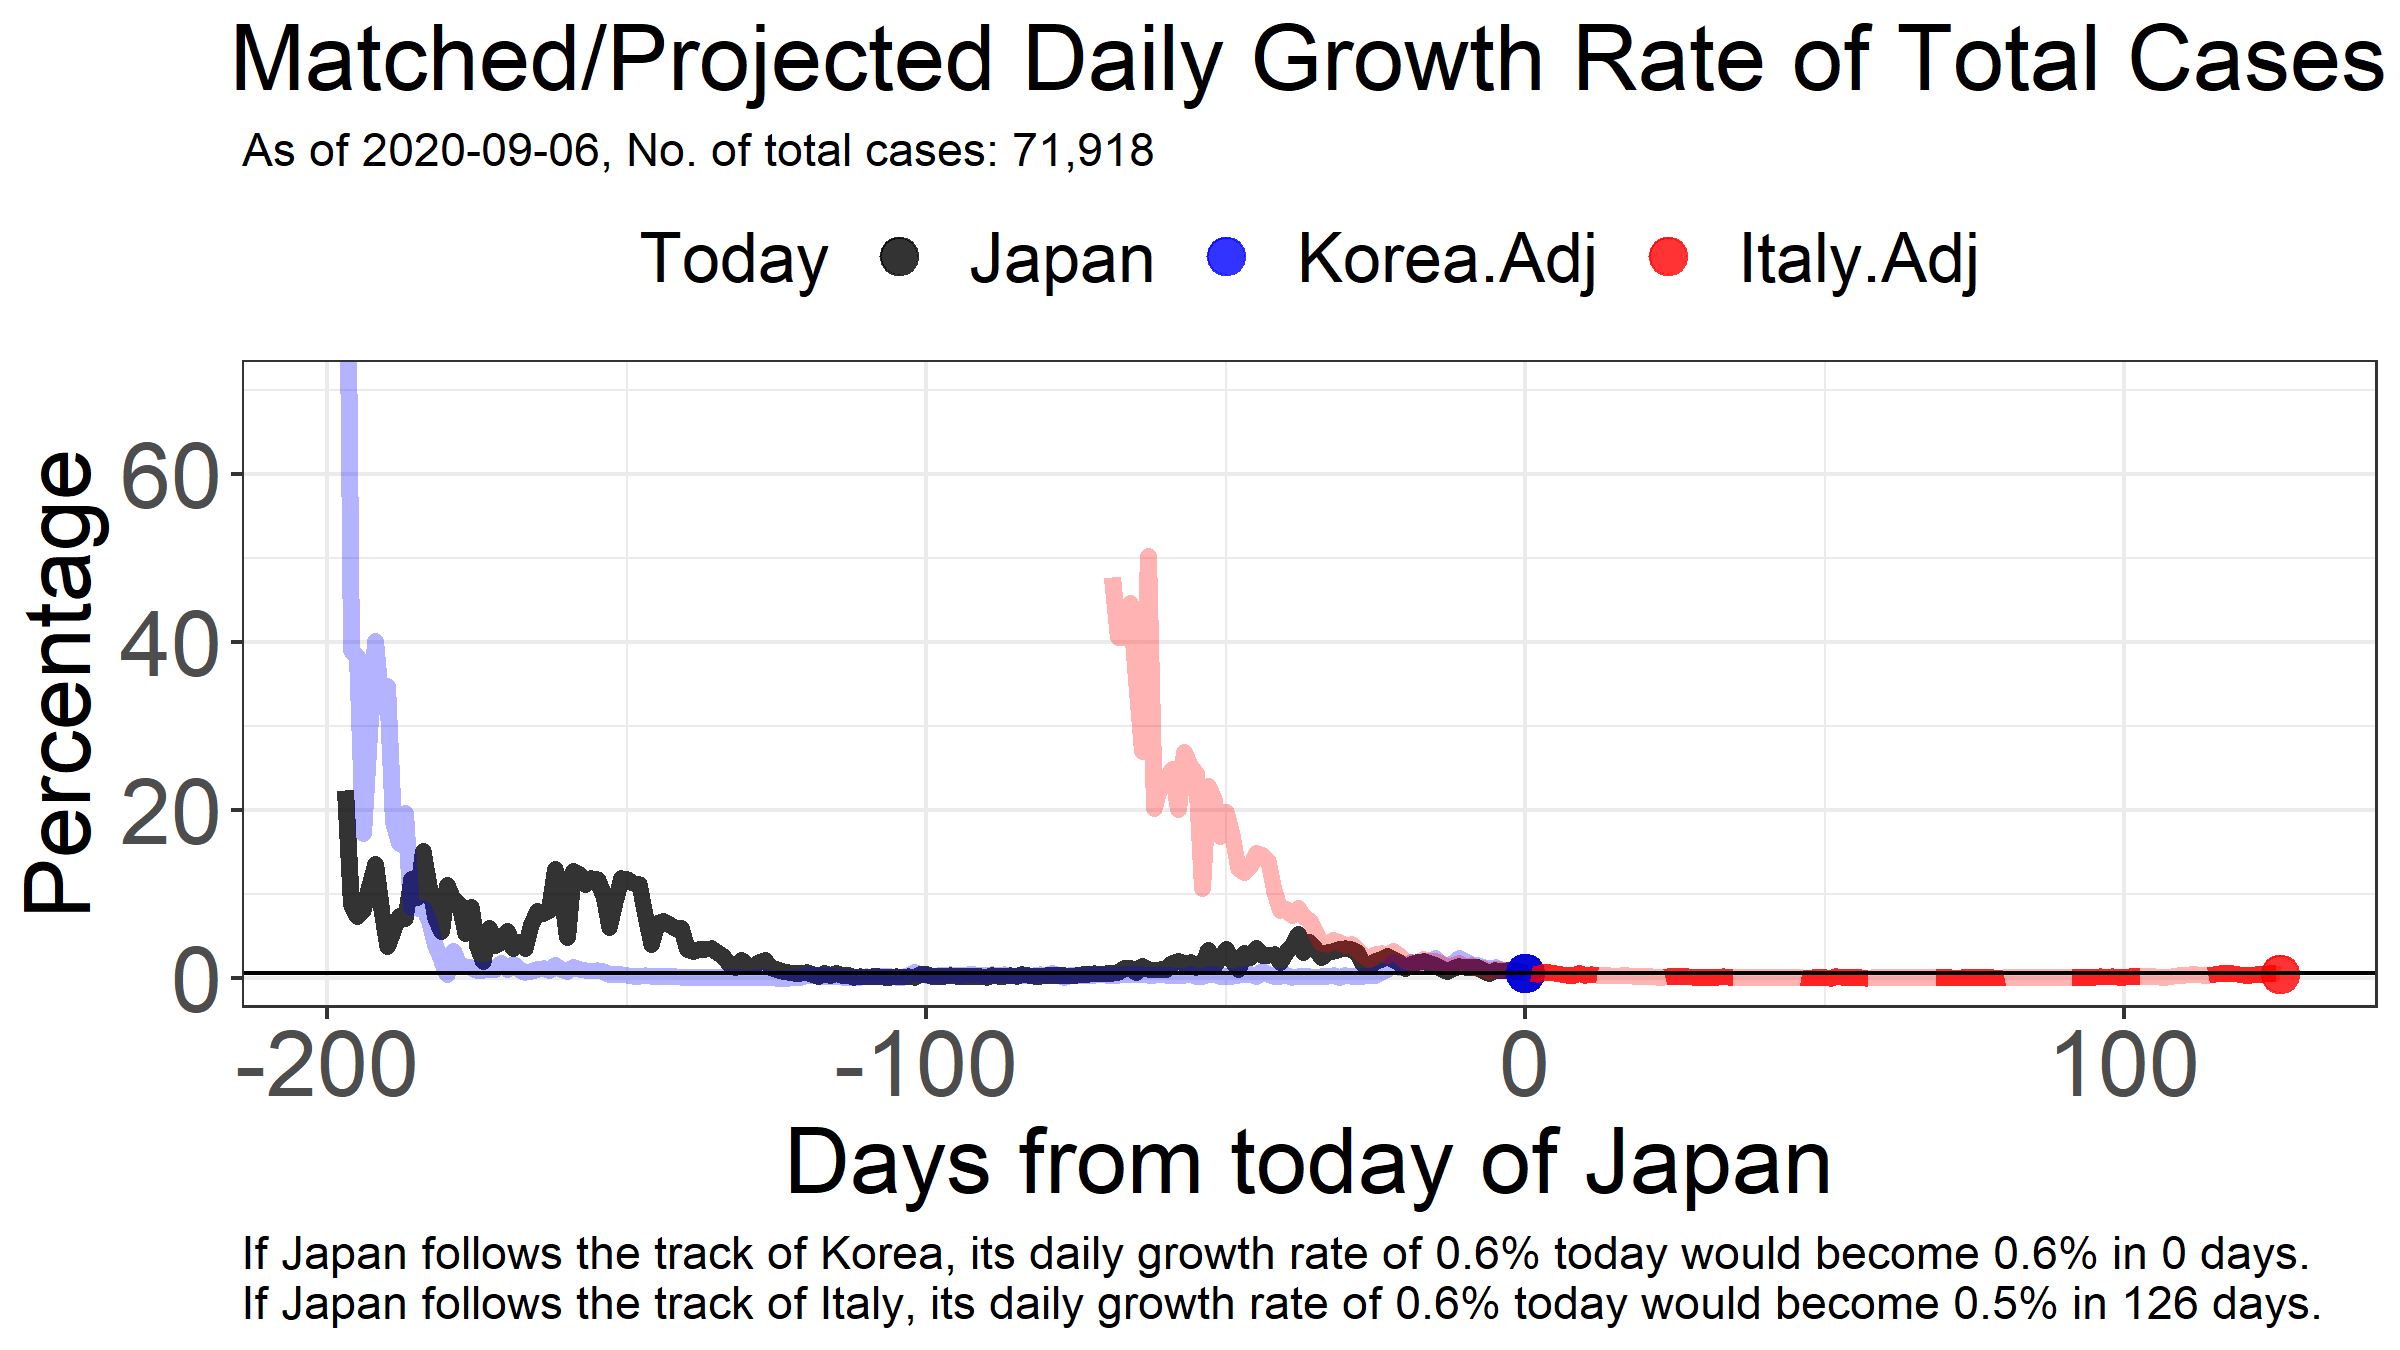 Matched/Projected Daily Growth Rate of Total Cases
As of 2020-09-06, No. of total cases: 71,918
Today Japan Korea.Adj Italy.Adj
Percentage
60
40
20
0
-200 -100 0 100
Days from today of Japan
If Japan follows the track of Korea, its daily growth rate of 0.6% today would become 0.6% in 0 days.
If Japan follows the track of Italy, its daily growth rate of 0.6% today would become 0.5% in 126 days.